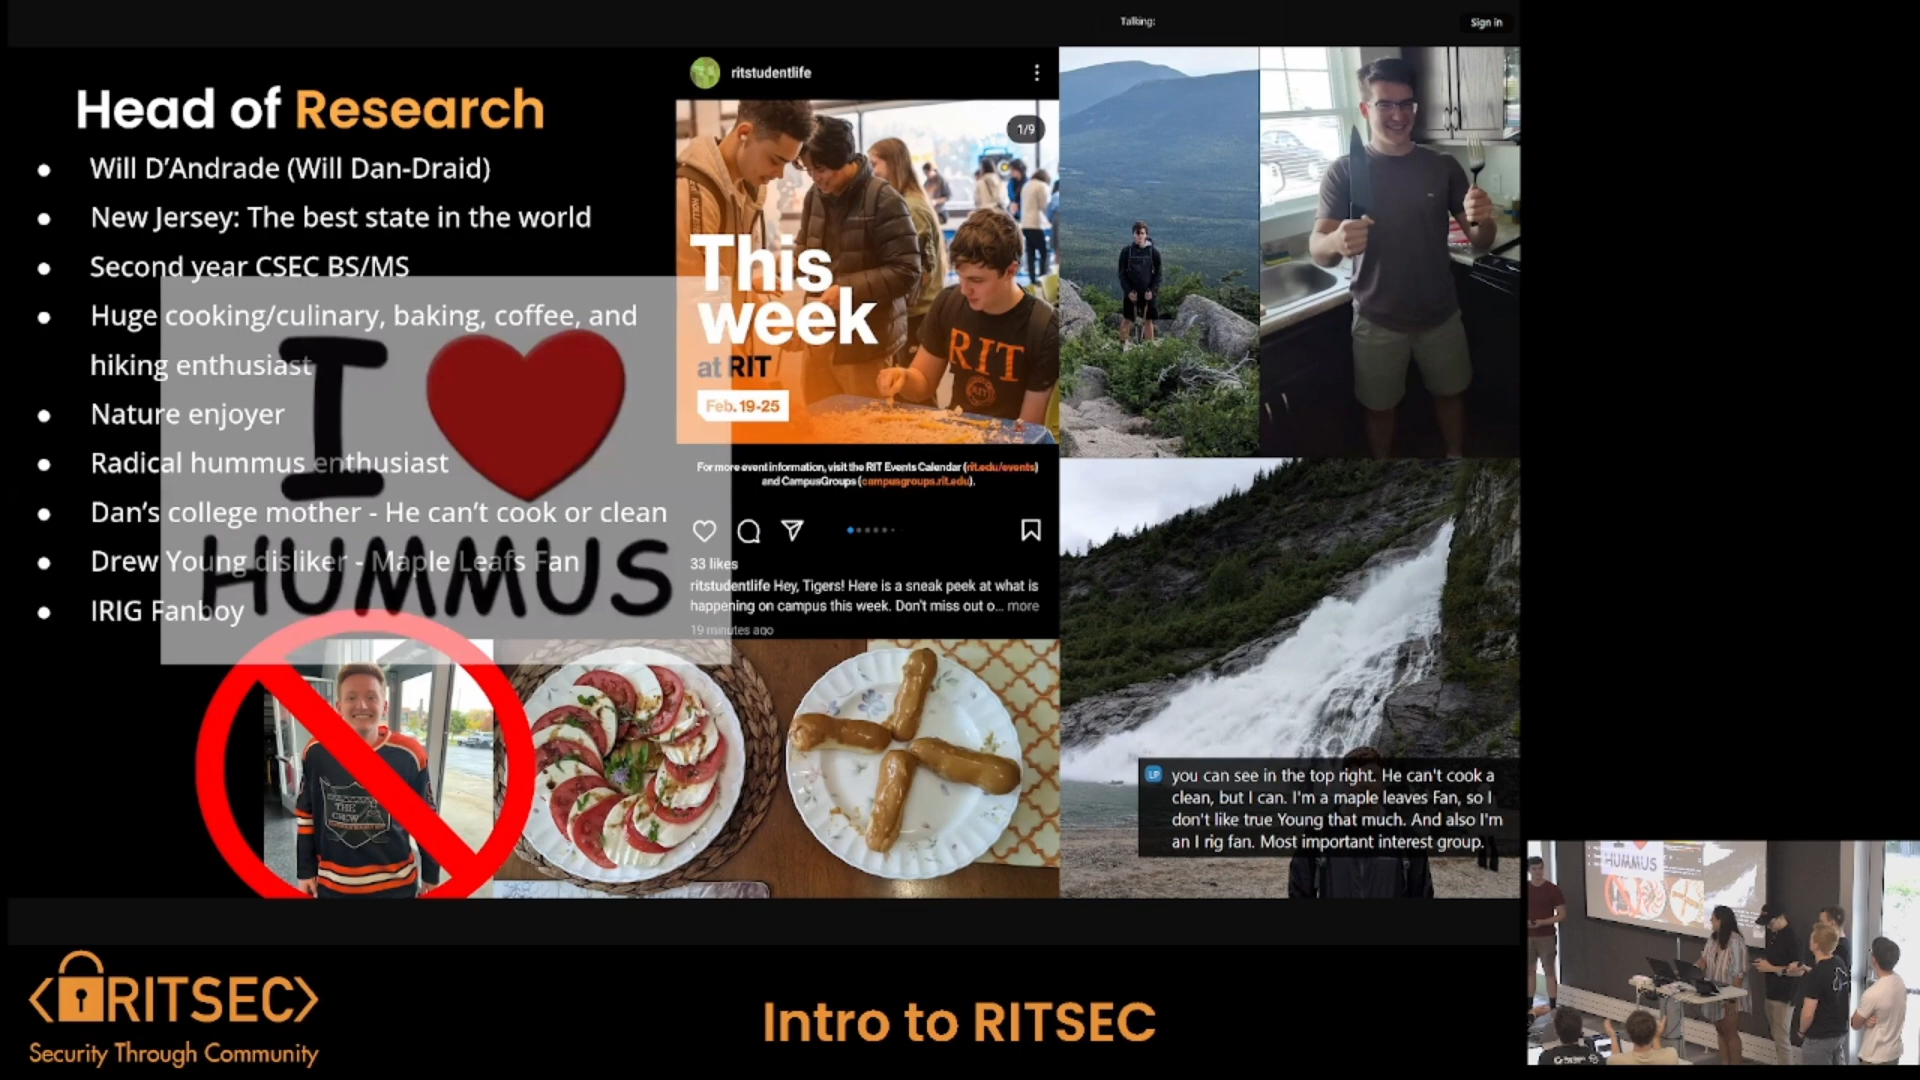 Talking:
Sign in
Head of Research
Will D'Andrade (Will Dan-Draid)
New Jersey: The best state in the world
Second year CSEC BS/MS
Huge cooking/culinary, baking, coffee, and
hiking enthusiast
Nature enjoyer
Radical hummus enthusiast
Dan's college mother - He can't cook or clean
Drew Young disliker - Maple Leafs Fan
IRIG Fanboy
I
HUMMUS
ritstudentlife
1/9
This
week
at RIT
Feb. 19-25
RIT
For more event information, visit the RIT Events Calendar (rit.edu/events)
and CampusGroups (campusgroups.rit.edu).
33 likes
ritstudentlife Hey, Tigers! Here is a sneak peek at what is
happening on campus this week. Don't miss out o... more
19 minutes ago
THE
CROW
LP
you can see in the top right. He can't cook a
clean, but I can. I'm a maple leaves Fan, so I
don't like true Young that much. And also I'm
an I rig fan. Most important interest group.
HUMMUS
<RITSEC>
Security Through Community
Intro to RITSEC